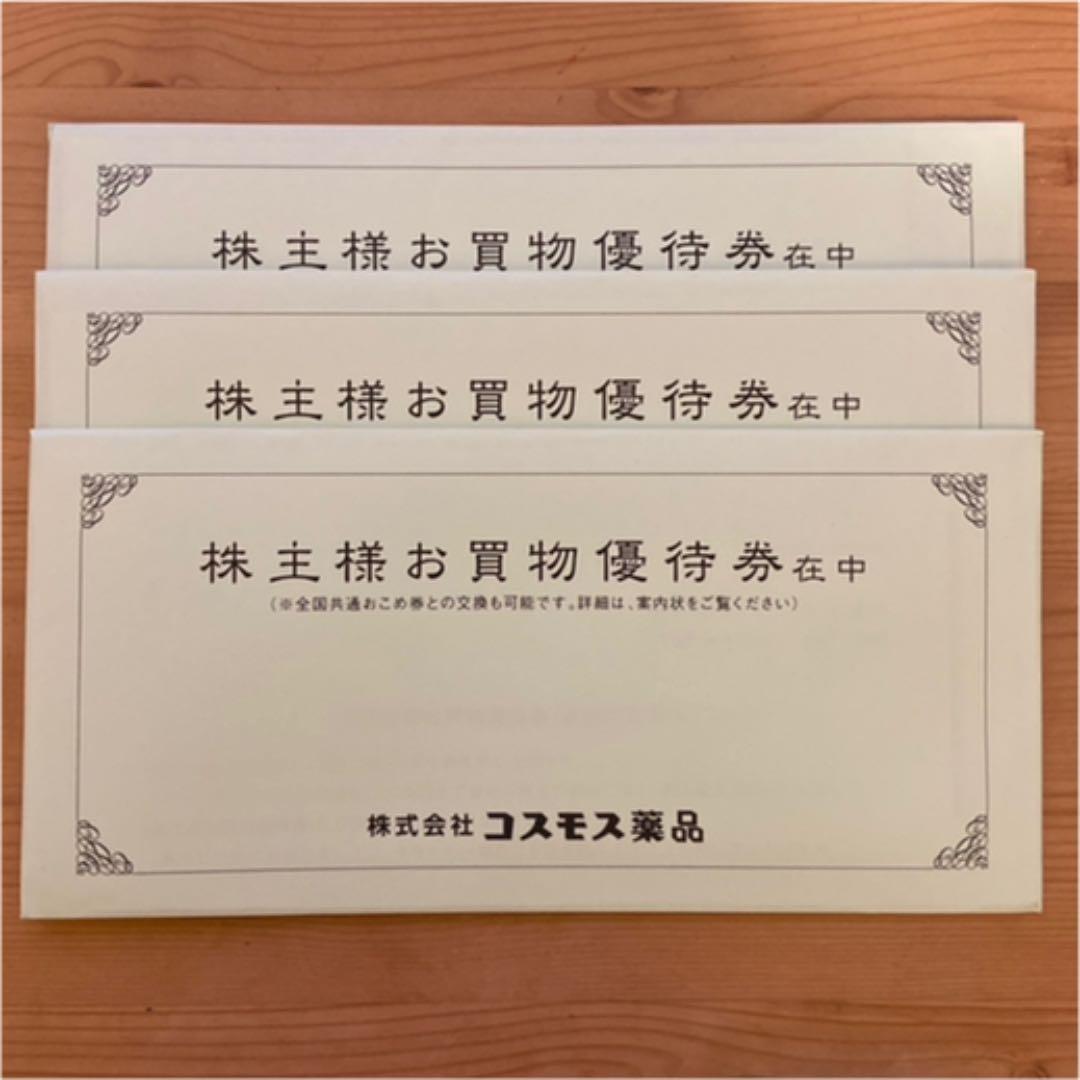 株主様お買物優待券在中
株主様お買物優待券在中
株主様お買物優待券在中
(※全国共通おこめ券との交換も可能です。詳細は、案内状をご覧ください)
株式会社 コスモス薬品